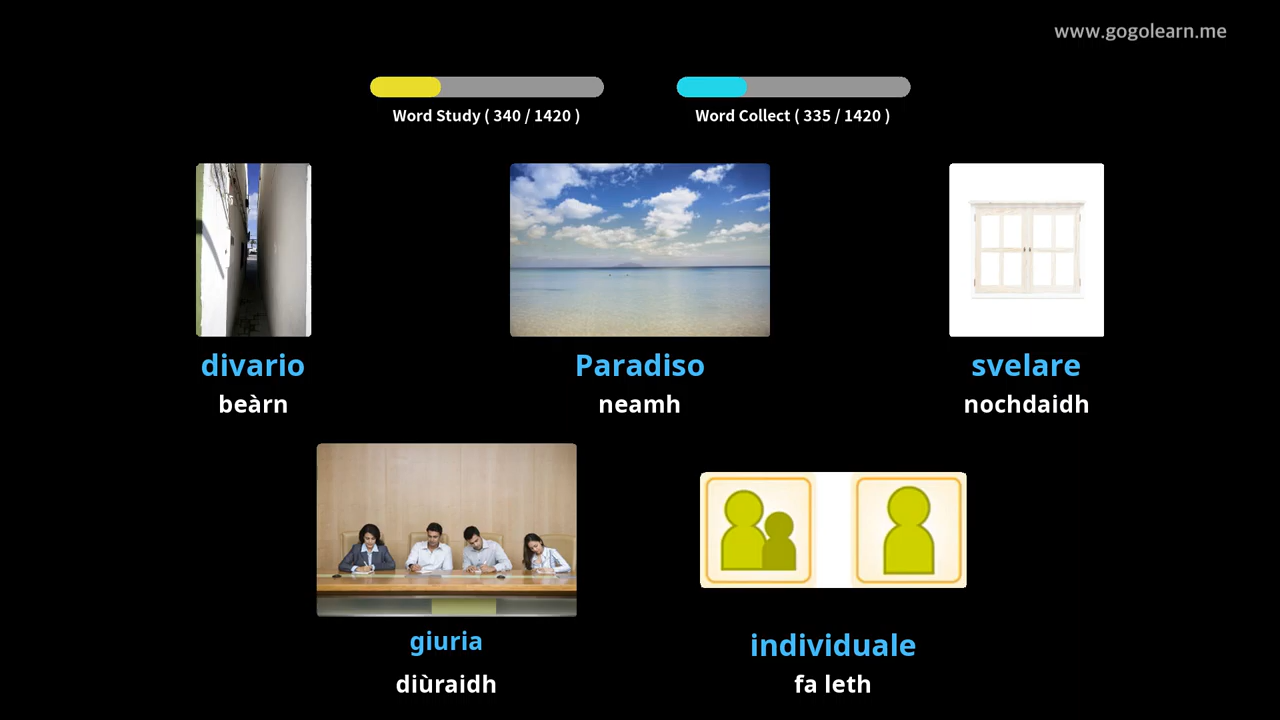 www.gogolearn.me
Word Study ( 340 / 1420 )
Word Collect ( 335 / 1420 )
divario
beàrn
Paradiso
neamh
svelare
nochdaidh
giuria
diùraidh
individuale
fa leth